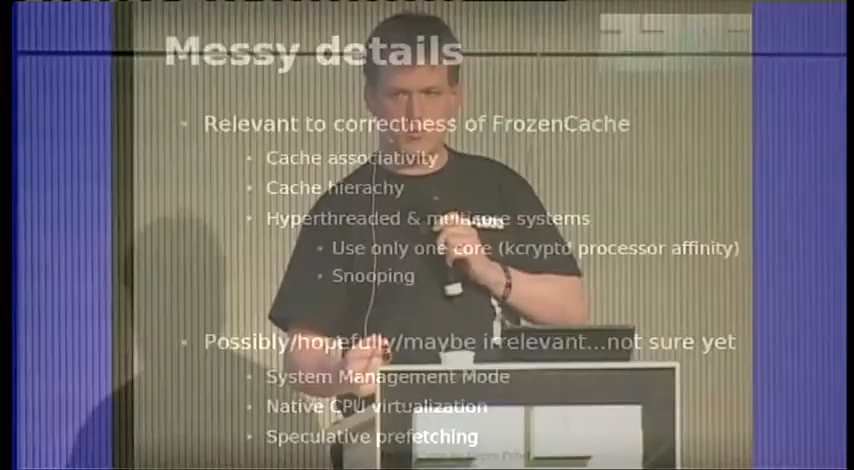 Messy details
Relevant to correctness of FrozenCache
Cache associativity
Cache hierachy
Hyperthreaded & multicore systems
Use only one core (kcrypto processor affinity)
Snooping
Possibly/hopefully/maybe irrelevant...not sure yet
System Management Mode
Native CPU virtualization
Speculative prefetching